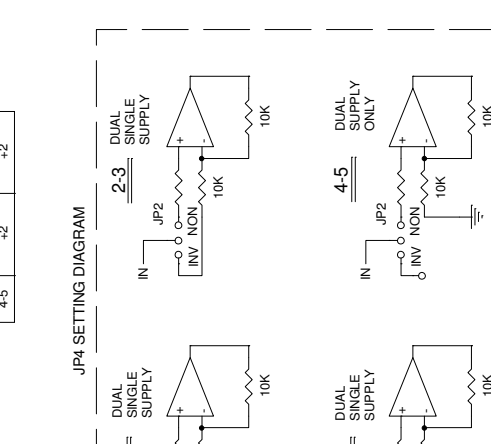 +2
+2
4-5
JP4 SETTING DIAGRAM
DUAL
SINGLE
SUPPLY
2-3
+
-
10K
10K
JP2
NON
INV
IN
DUAL
SUPPLY
ONLY
4-5
+
-
10K
10K
JP2
NON
INV
IN
DUAL
SINGLE
SUPPLY
+
-
10K
DUAL
SINGLE
SUPPLY
+
-
10K